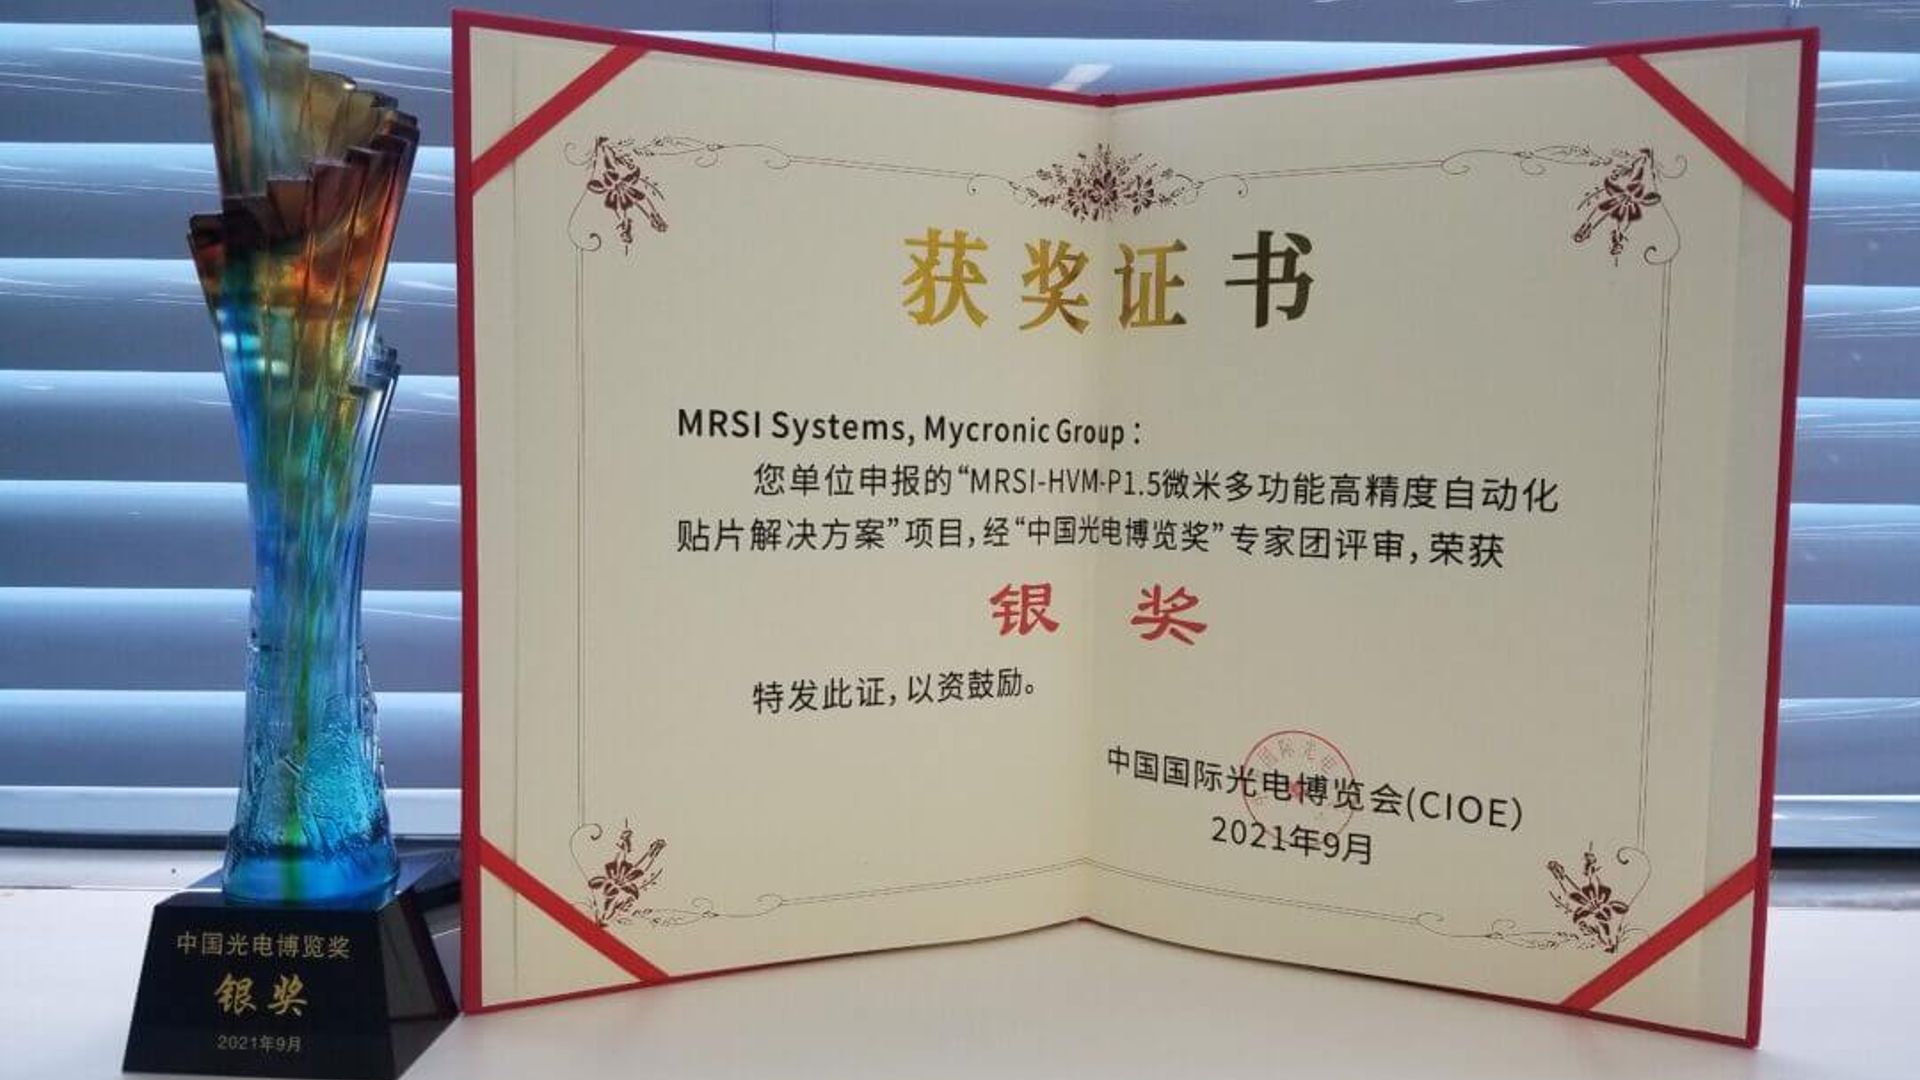 获奖证书
MRSI Systems, Mycronic Group：
您单位申报的“MRSI-HVM-P1.5微米多功能高精度自动化
贴片解决方案”项目，经“中国光电博览奖”专家团评审，荣获
银 奖
特发此证，以资鼓励。
中国国际光电博览会(CIOE)
2021年9月
中国光电博览奖
银奖
2021年9月